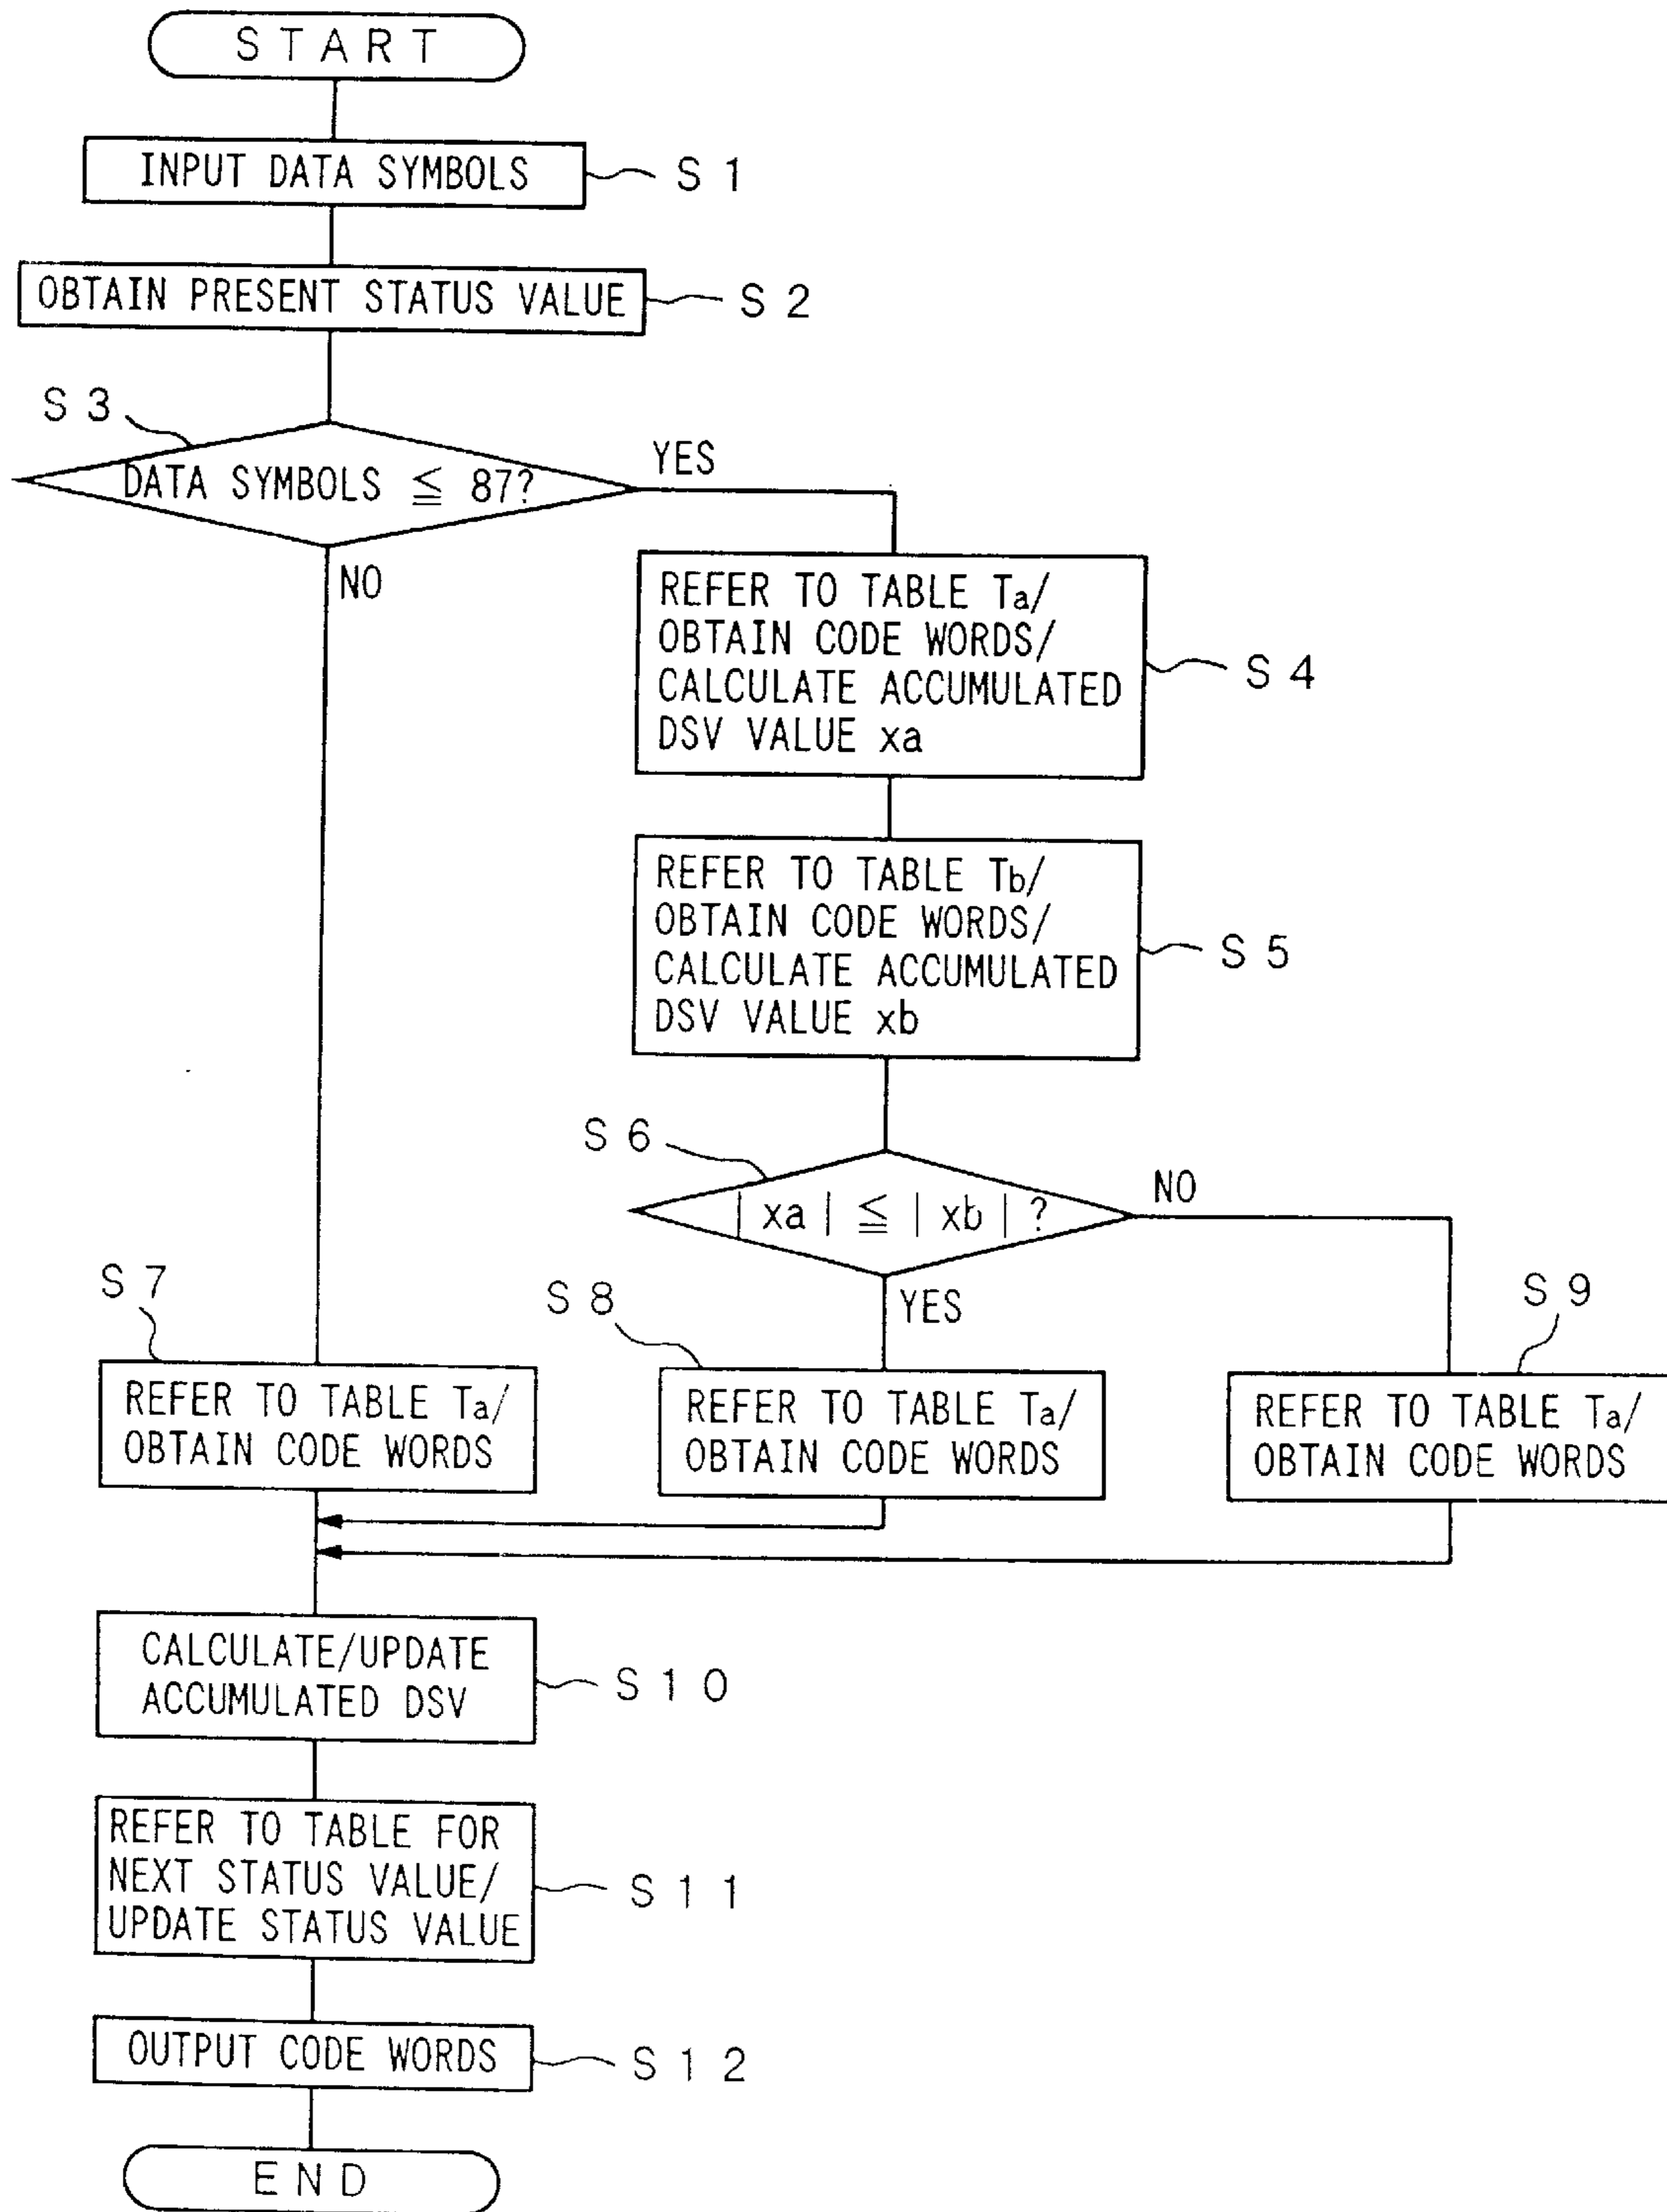 START
INPUT DATA SYMBOLS
S1
OBTAIN PRESENT STATUS VALUE
S2
S3
DATA SYMBOLS ≦ 87?
YES
NO
REFER TO TABLE Ta/
OBTAIN CODE WORDS/
CALCULATE ACCUMULATED
DSV VALUE xa
S4
REFER TO TABLE Tb/
OBTAIN CODE WORDS/
CALCULATE ACCUMULATED
DSV VALUE xb
S5
S6
| xa | ≦ | xb | ?
NO
YES
S7
REFER TO TABLE Ta/
OBTAIN CODE WORDS
S8
REFER TO TABLE Ta/
OBTAIN CODE WORDS
S9
REFER TO TABLE Ta/
OBTAIN CODE WORDS
CALCULATE/UPDATE
ACCUMULATED DSV
S10
REFER TO TABLE FOR
NEXT STATUS VALUE/
UPDATE STATUS VALUE
S11
OUTPUT CODE WORDS
S12
END